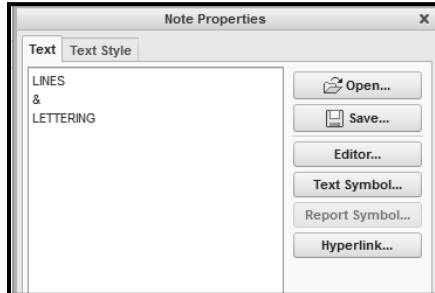 Note Properties x
Text Text Style
LINES
&
LETTERING
Open...
Save...
Editor...
Text Symbol...
Report Symbol...
Hyperlink...